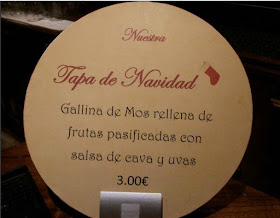 Nuestra
Tapa de Navidad
Gallina de Mos rellena de
frutas pasificadas con
salsa de cava y uvas
3.00€